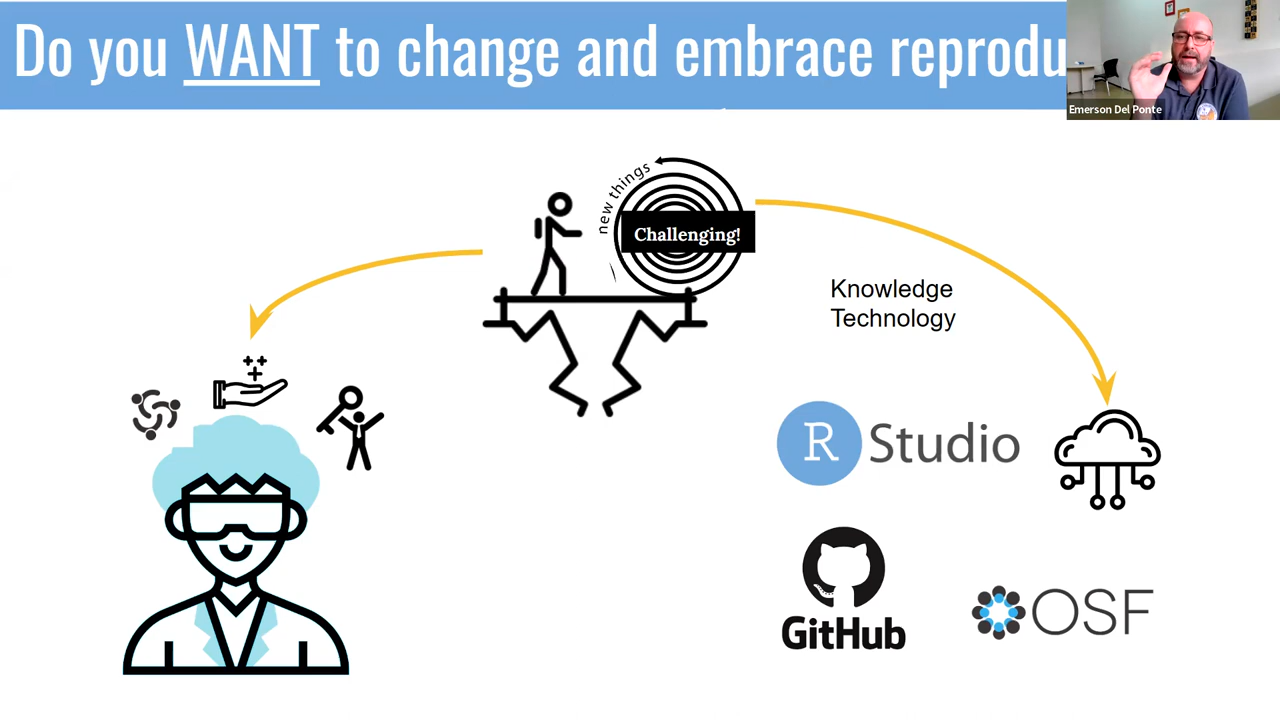 Do you WANT to change and embrace reprodu
Emerson Del Ponte
new things
Challenging!
Knowledge
Technology
R Studio
GitHub
OSF